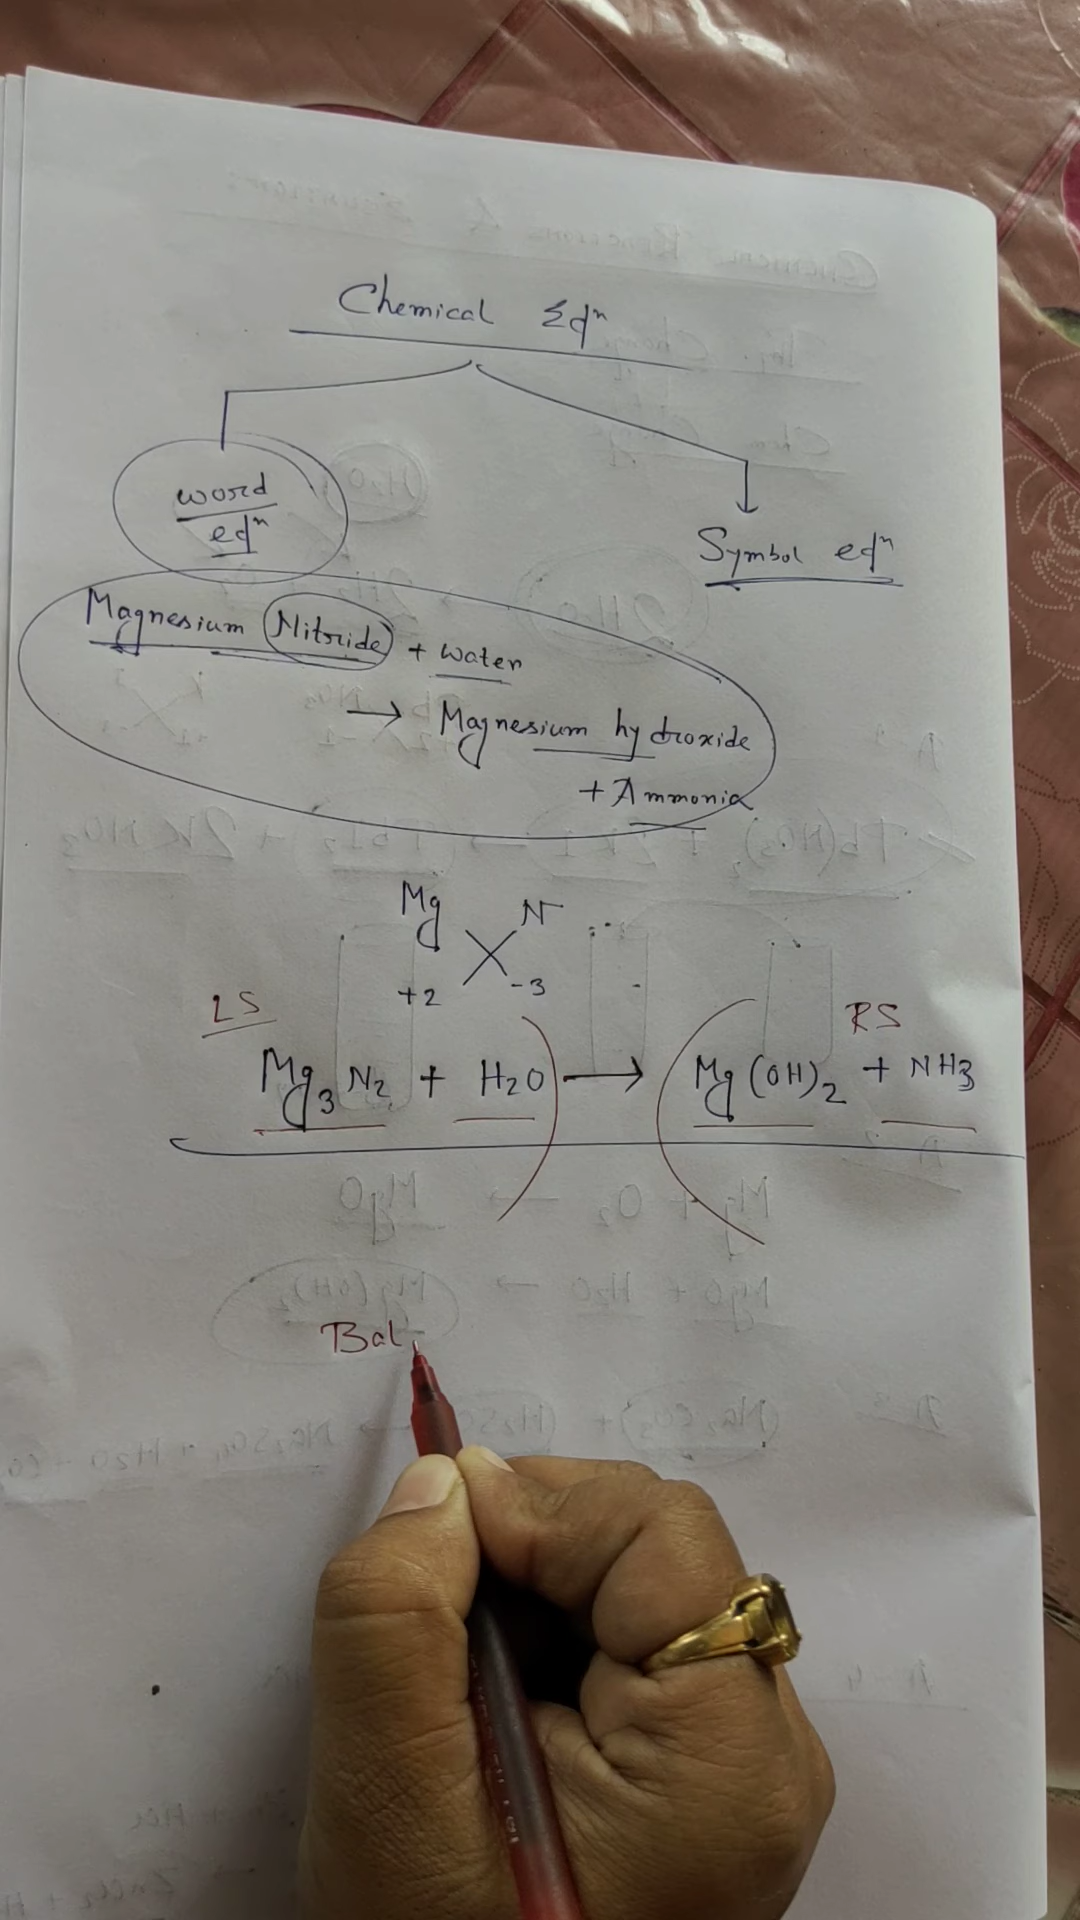 Chemical Eqⁿ
word
eqⁿ
Symbol eqⁿ
Magnesium Nitride + water
→ Magnesium hydroxide
+ Ammonia
Mg N
+2 -3
LS RS
Mg₃N₂ + H₂O → Mg(OH)₂ + NH₃
Bal